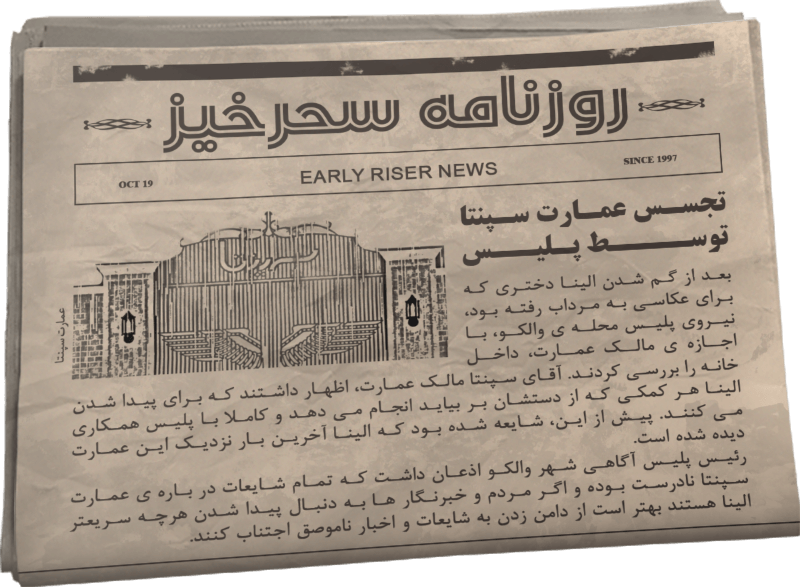 روزنامه سحرخیز
OCT 19
EARLY RISER NEWS
SINCE 1997
تجسس عمارت سپنتا
توسط پلیس
عمارت سپنتا
بعد از گم شدن الینا دختری که
برای عکاسی به مرداب رفته بود،
نیروی پلیس محله ی والکو، با
اجازه ی مالک عمارت، داخل
خانه را بررسی کردند. آقای سپنتا مالک عمارت، اظهار داشتند که برای پیدا شدن
الینا هر کمکی که از دستشان بر بیاید انجام می دهد و کاملا با پلیس همکاری
می کنند. پیش از این، شایعه شده بود که الینا آخرین بار نزدیک این عمارت
دیده شده است.
رئیس پلیس آگاهی شهر والکو اذعان داشت که تمام شایعات در باره ی عمارت
سپنتا نادرست بوده و اگر مردم و خبرنگار ها به دنبال پیدا شدن هرچه سریعتر
الینا هستند بهتر است از دامن زدن به شایعات و اخبار ناموصق اجتناب کنند.